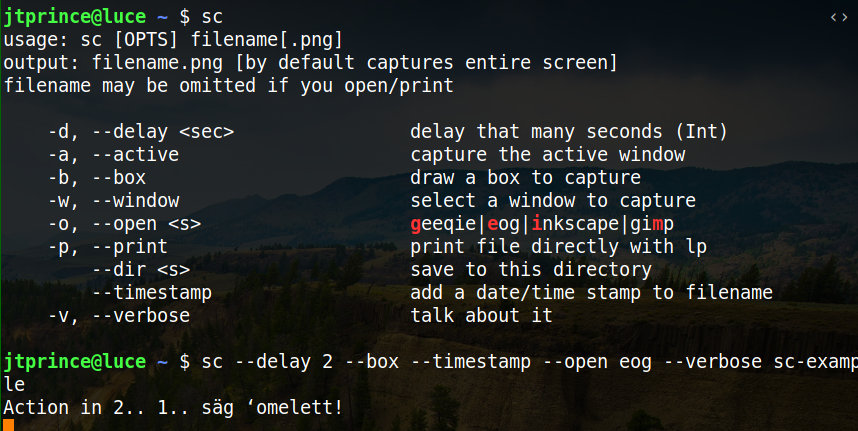 jtprince@luce ~ $ sc
usage: sc [OPTS] filename[.png]
output: filename.png [by default captures entire screen]
filename may be omitted if you open/print
-d, --delay <sec> delay that many seconds (Int)
-a, --active capture the active window
-b, --box draw a box to capture
-w, --window select a window to capture
-o, --open <s> geeqie|eog|inkscape|gimp
-p, --print print file directly with lp
--dir <s> save to this directory
--timestamp add a date/time stamp to filename
-v, --verbose talk about it
jtprince@luce ~ $ sc --delay 2 --box --timestamp --open eog --verbose sc-examp
le
Action in 2.. 1.. säg ‘omelett!